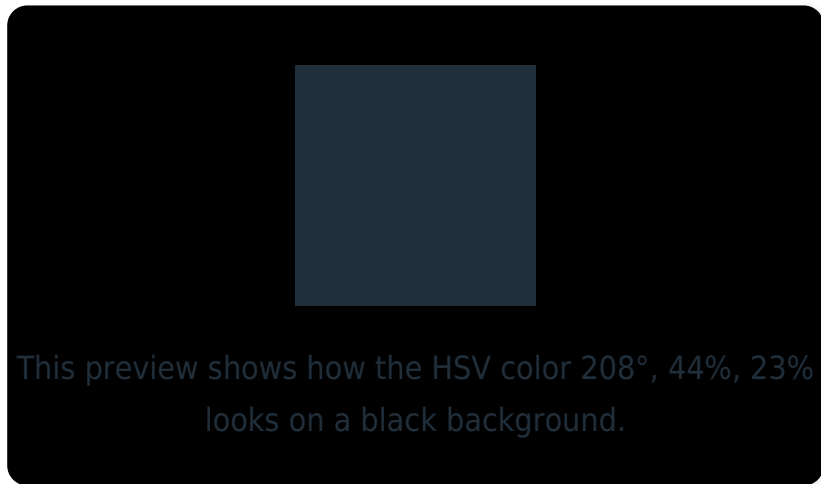 This preview shows how the HSV color 208°, 44%, 23%
looks on a black background.